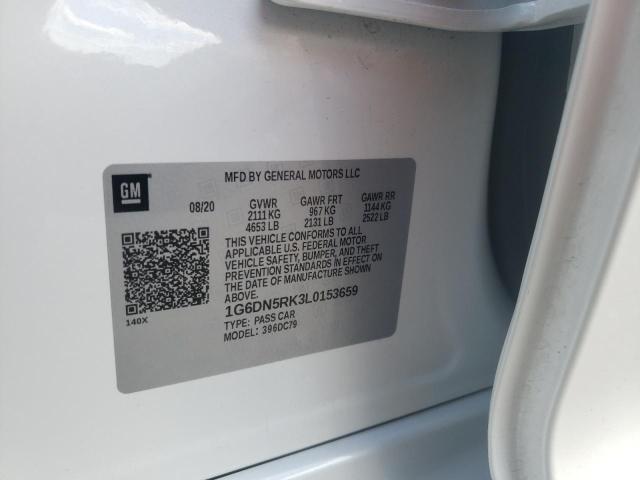 GM
MFD BY GENERAL MOTORS LLC
08/20 GVWR GAWR FRT GAWR RR
2111 KG 967 KG 1144 KG
4653 LB 2131 LB 2522 LB
THIS VEHICLE CONFORMS TO ALL
APPLICABLE U.S. FEDERAL MOTOR
VEHICLE SAFETY, BUMPER, AND THEFT
PREVENTION STANDARDS IN EFFECT ON
THE DATE OF MANUFACTURE SHOWN
ABOVE.
1G6DN5RK3L0153659
TYPE: PASS CAR
MODEL: 396DC79
140X